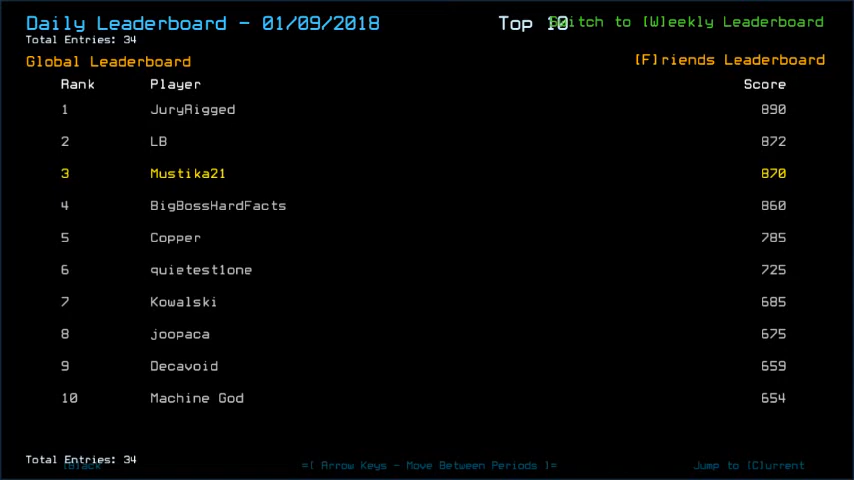 Daily Leaderboard - 01/09/2018 Top 10 Switch to [W]eekly Leaderboard
Total Entries: 34
Global Leaderboard [F]riends Leaderboard
Rank Player Score
1 JuryRigged 890
2 LB 872
3 Mustika21 870
4 BigBossHardFacts 860
5 Copper 785
6 quietest1one 725
7 Kowalski 685
8 joopaca 675
9 Decavoid 659
10 Machine God 654
Total Entries: 34
[B]ack =[ Arrow Keys - Move Between Periods ]= Jump to [C]urrent